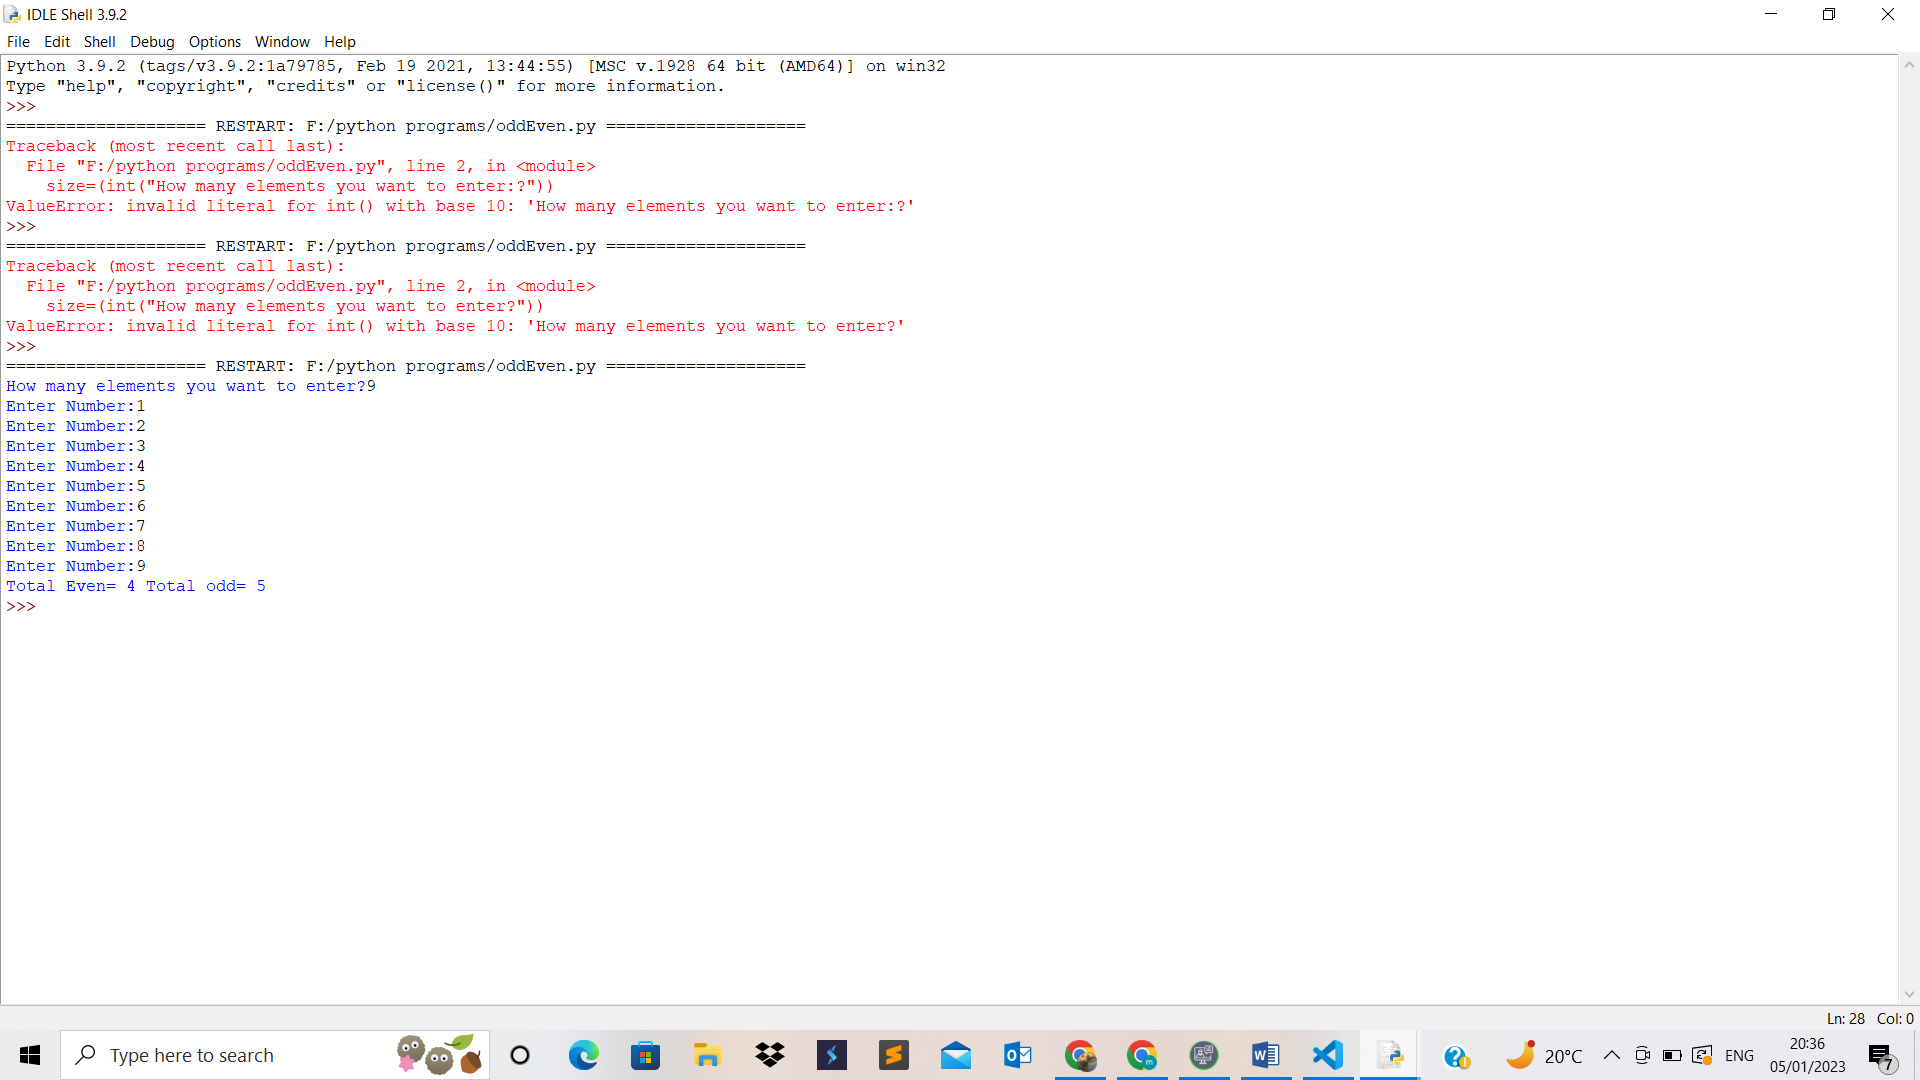 IDLE Shell 3.9.2
File Edit Shell Debug Options Window Help
Python 3.9.2 (tags/v3.9.2:1a79785, Feb 19 2021, 13:44:55) [MSC v.1928 64 bit (AMD64)] on win32
Type "help", "copyright", "credits" or "license()" for more information.
>>>
==================== RESTART: F:/python programs/oddEven.py ====================
Traceback (most recent call last):
  File "F:/python programs/oddEven.py", line 2, in <module>
    size=(int("How many elements you want to enter:?"))
ValueError: invalid literal for int() with base 10: 'How many elements you want to enter:?'
>>>
==================== RESTART: F:/python programs/oddEven.py ====================
Traceback (most recent call last):
  File "F:/python programs/oddEven.py", line 2, in <module>
    size=(int("How many elements you want to enter?"))
ValueError: invalid literal for int() with base 10: 'How many elements you want to enter?'
>>>
==================== RESTART: F:/python programs/oddEven.py ====================
How many elements you want to enter?9
Enter Number:1
Enter Number:2
Enter Number:3
Enter Number:4
Enter Number:5
Enter Number:6
Enter Number:7
Enter Number:8
Enter Number:9
Total Even= 4 Total odd= 5
>>>
Ln: 28 Col: 0
Type here to search
20°C
ENG
20:36
05/01/2023
7